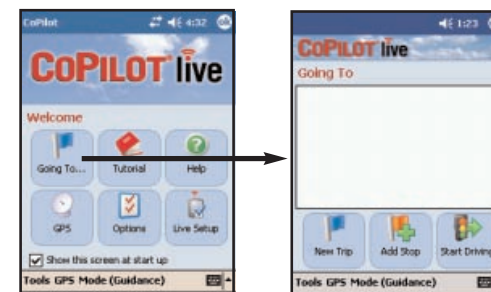 CoPilot 4:32 ok
COPILOT live
Welcome
Going To... Tutorial Help
GPS Options Live Setup
Show this screen at start up
Tools GPS Mode (Guidance)
1:23
COPILOT live
Going To
New Trip Add Stop Start Driving
Tools GPS Mode (Guidance)